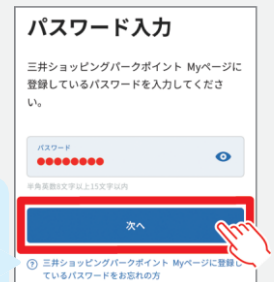 パスワード入力
三井ショッピングパークポイント Myページに
登録しているパスワードを入力してくださ
い。
パスワード
●●●●●●●●
半角英数8文字以上15文字以内
次へ
? 三井ショッピングパークポイント Myページに登録し
ているパスワードをお忘れの方